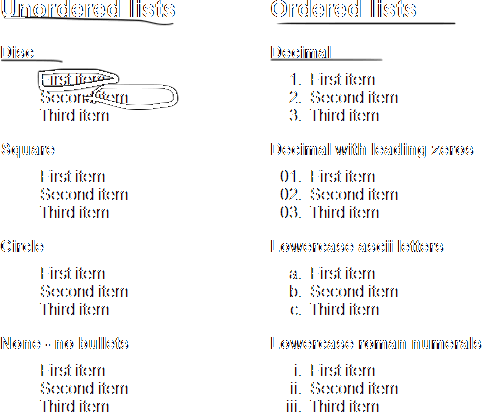 Unordered lists
Disc
First item
Second item
Third item
Square
First item
Second item
Third item
Circle
First item
Second item
Third item
None - no bullets
First item
Second item
Third item
Ordered lists
Decimal
1. First item
2. Second item
3. Third item
Decimal with leading zeros
01. First item
02. Second item
03. Third item
Lowercase ascii letters
a. First item
b. Second item
c. Third item
Lowercase roman numerals
i. First item
ii. Second item
iii. Third item